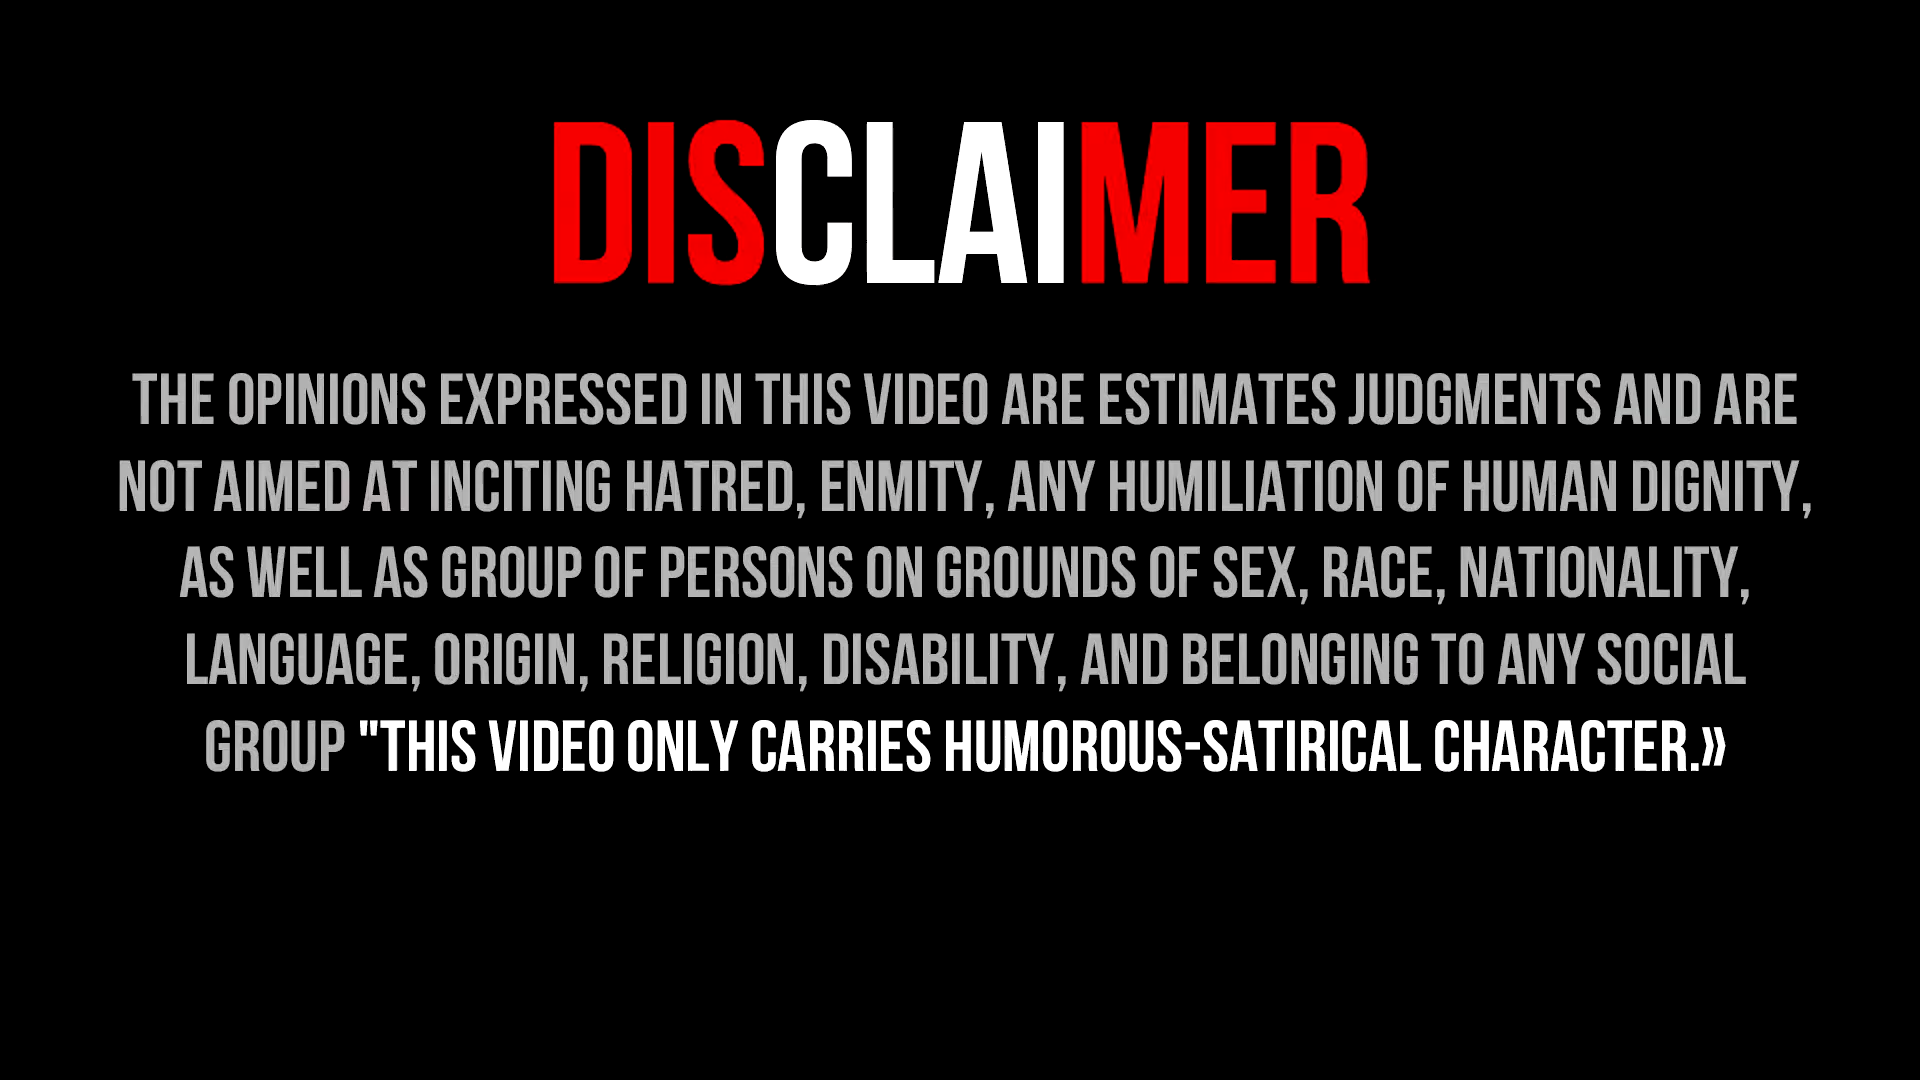 DISCLAIMER
THE OPINIONS EXPRESSED IN THIS VIDEO ARE ESTIMATES JUDGMENTS AND ARE
NOT AIMED AT INCITING HATRED, ENMITY, ANY HUMILIATION OF HUMAN DIGNITY,
AS WELL AS GROUP OF PERSONS ON GROUNDS OF SEX, RACE, NATIONALITY,
LANGUAGE, ORIGIN, RELIGION, DISABILITY, AND BELONGING TO ANY SOCIAL
GROUP "THIS VIDEO ONLY CARRIES HUMOROUS-SATIRICAL CHARACTER.»